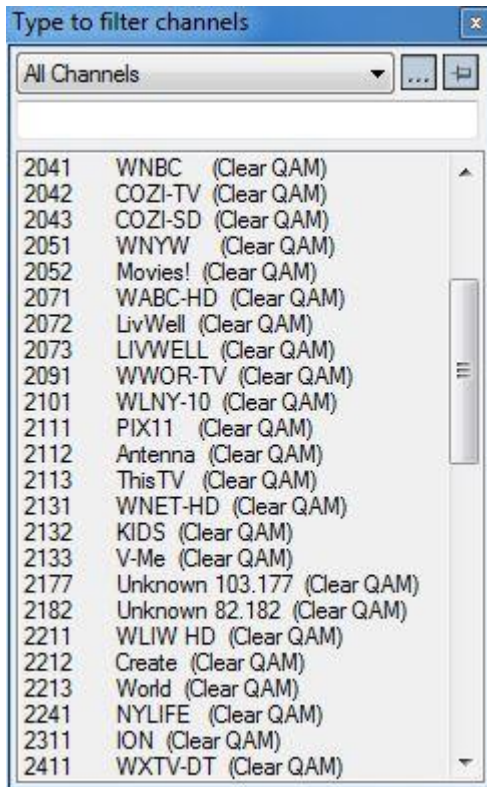 Type to filter channels
All Channels
...
2041 WNBC (Clear QAM)
2042 COZI-TV (Clear QAM)
2043 COZI-SD (Clear QAM)
2051 WNYW (Clear QAM)
2052 Movies! (Clear QAM)
2071 WABC-HD (Clear QAM)
2072 LivWell (Clear QAM)
2073 LIVWELL (Clear QAM)
2091 WWOR-TV (Clear QAM)
2101 WLNY-10 (Clear QAM)
2111 PIX11 (Clear QAM)
2112 Antenna (Clear QAM)
2113 ThisTV (Clear QAM)
2131 WNET-HD (Clear QAM)
2132 KIDS (Clear QAM)
2133 V-Me (Clear QAM)
2177 Unknown 103.177 (Clear QAM)
2182 Unknown 82.182 (Clear QAM)
2211 WLIW HD (Clear QAM)
2212 Create (Clear QAM)
2213 World (Clear QAM)
2241 NYLIFE (Clear QAM)
2311 ION (Clear QAM)
2411 WXTV-DT (Clear QAM)